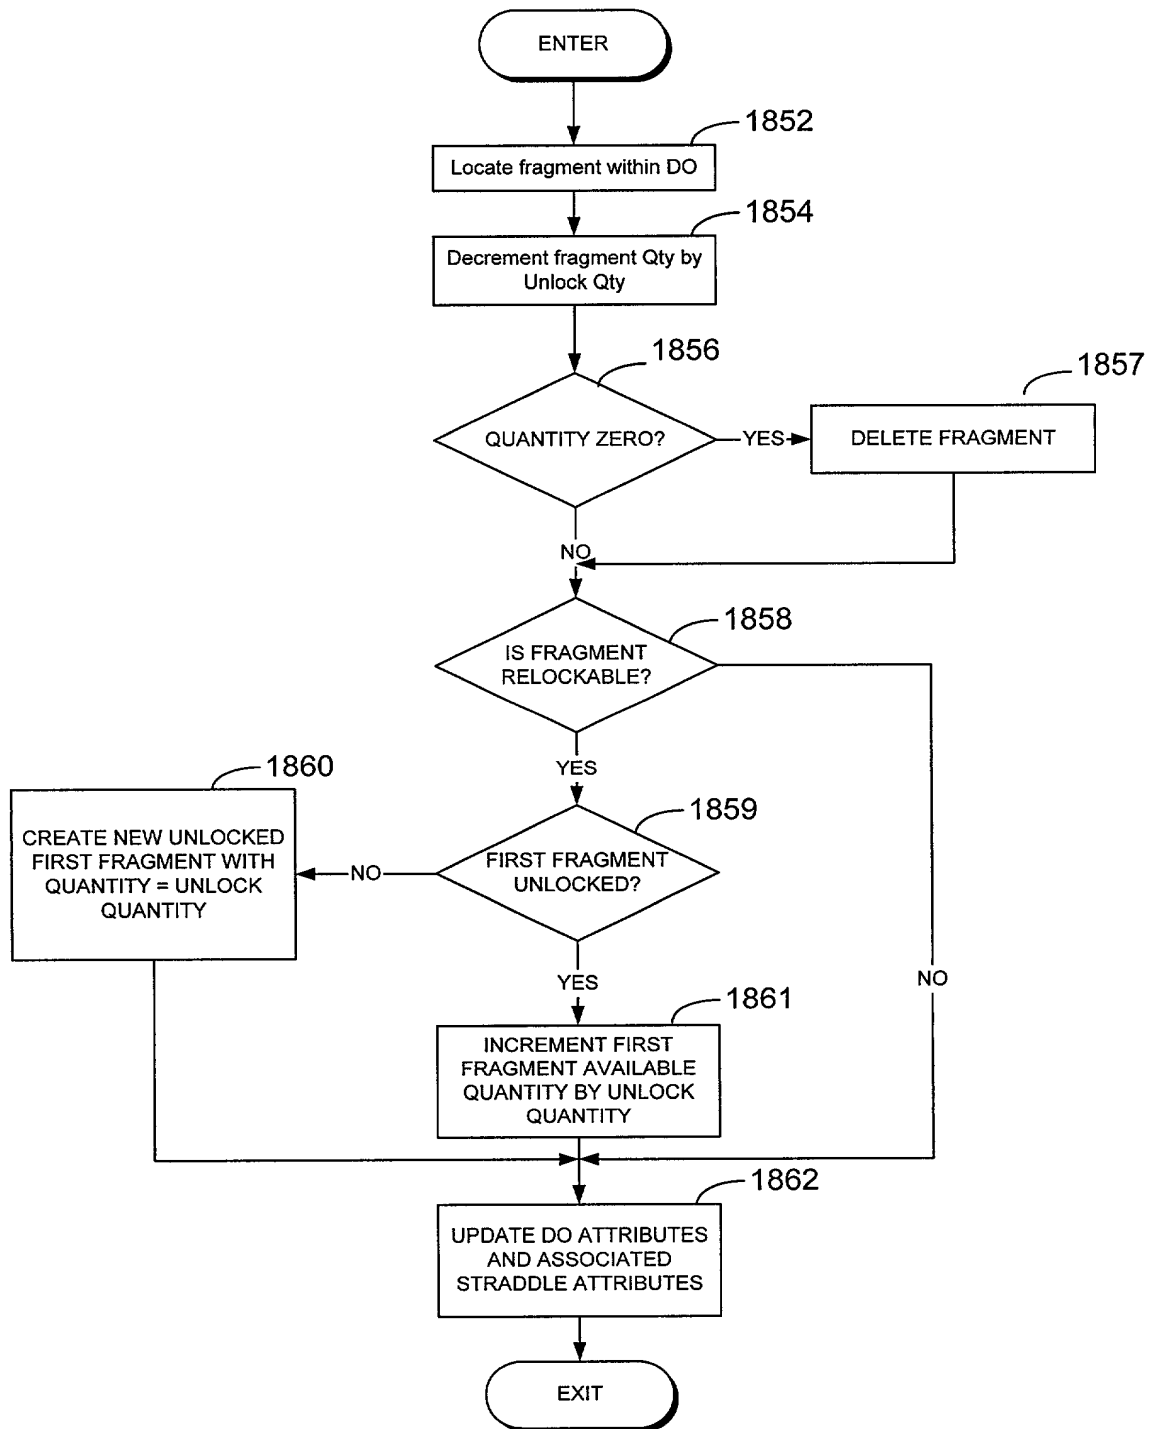 ENTER
1852
Locate fragment within DO
1854
Decrement fragment Qty by
Unlock Qty
1856
QUANTITY ZERO?
YES
1857
DELETE FRAGMENT
NO
1858
IS FRAGMENT
RELOCKABLE?
YES
1859
FIRST FRAGMENT
UNLOCKED?
NO
1860
CREATE NEW UNLOCKED
FIRST FRAGMENT WITH
QUANTITY = UNLOCK
QUANTITY
YES
NO
1861
INCREMENT FIRST
FRAGMENT AVAILABLE
QUANTITY BY UNLOCK
QUANTITY
1862
UPDATE DO ATTRIBUTES
AND ASSOCIATED
STRADDLE ATTRIBUTES
EXIT